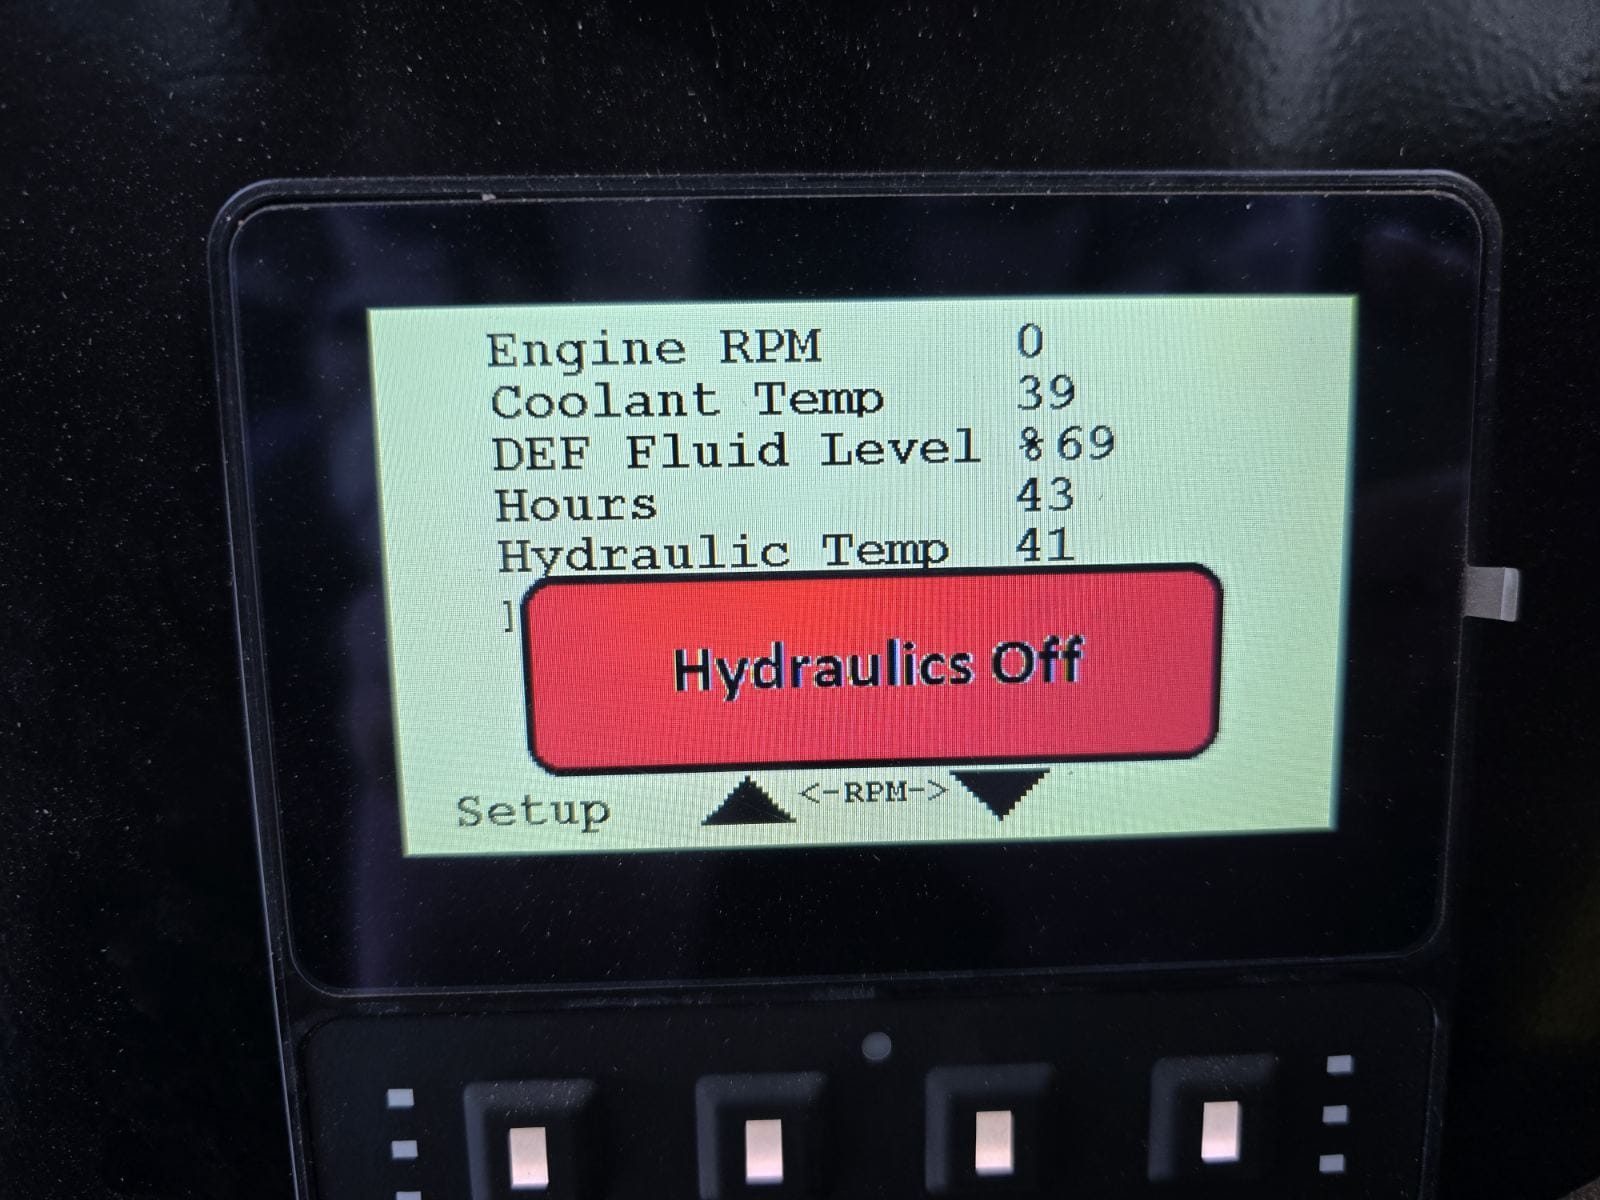 Engine RPM 0
Coolant Temp 39
DEF Fluid Level %69
Hours 43
Hydraulic Temp 41
Hydraulics Off
Setup <-RPM->